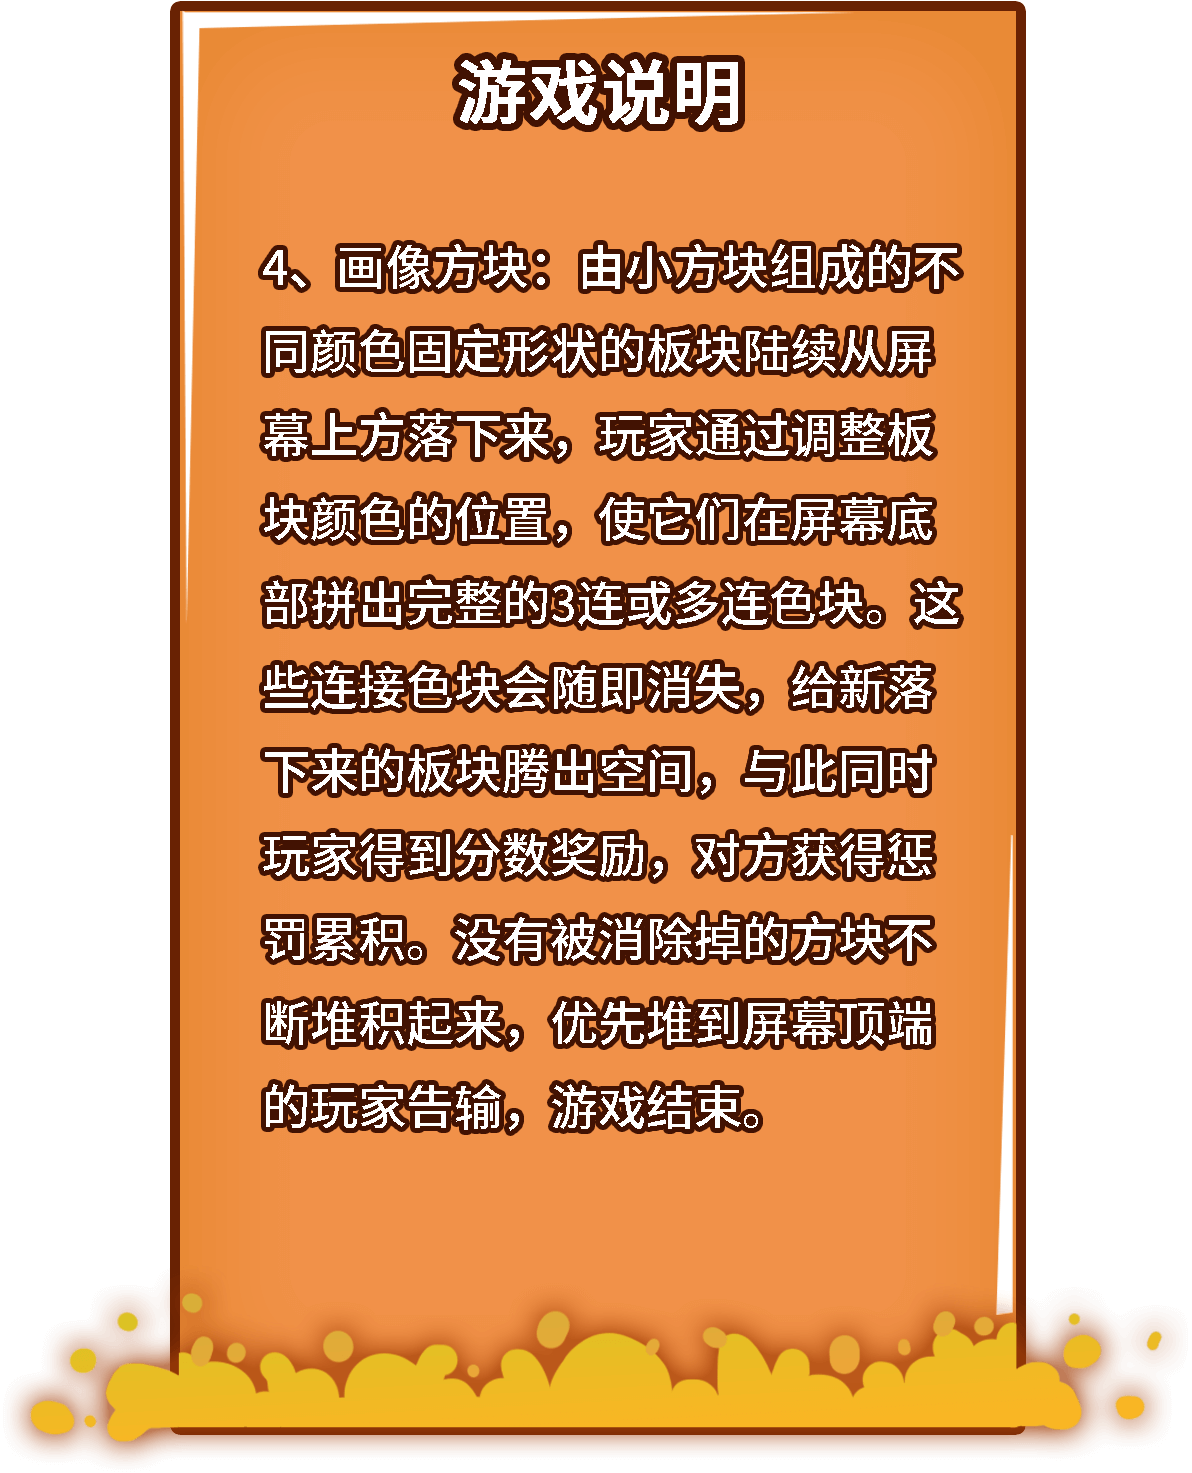 游戏说明
4、画像方块：由小方块组成的不
同颜色固定形状的板块陆续从屏
幕上方落下来，玩家通过调整板
块颜色的位置，使它们在屏幕底
部拼出完整的3连或多连色块。这
些连接色块会随即消失，给新落
下来的板块腾出空间，与此同时
玩家得到分数奖励，对方获得惩
罚累积。没有被消除掉的方块不
断堆积起来，优先堆到屏幕顶端
的玩家告输，游戏结束。